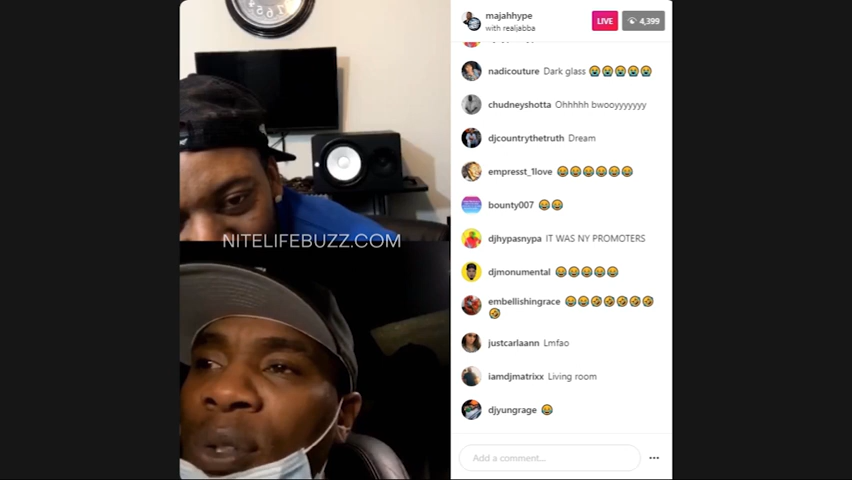 majahhype
with realjabba
LIVE
4,399
nadicouture Dark glass 😭😭😭😭😭
chudneyshotta Ohhhhh bwooyyyyyyy
djcountrythetruth Dream
empresst_1love 😂😂😂😂😂😂
bounty007 😂😂
djhypasnypa IT WAS NY PROMOTERS
djmonumental 😂😂😂😂😂
embellishingrace 😂😂🤣🤣🤣🤣🤣
🤣
justcarlaann Lmfao
iamdjmatrixx Living room
djyungrage 😂
Add a comment...
NITELIFEBUZZ.COM